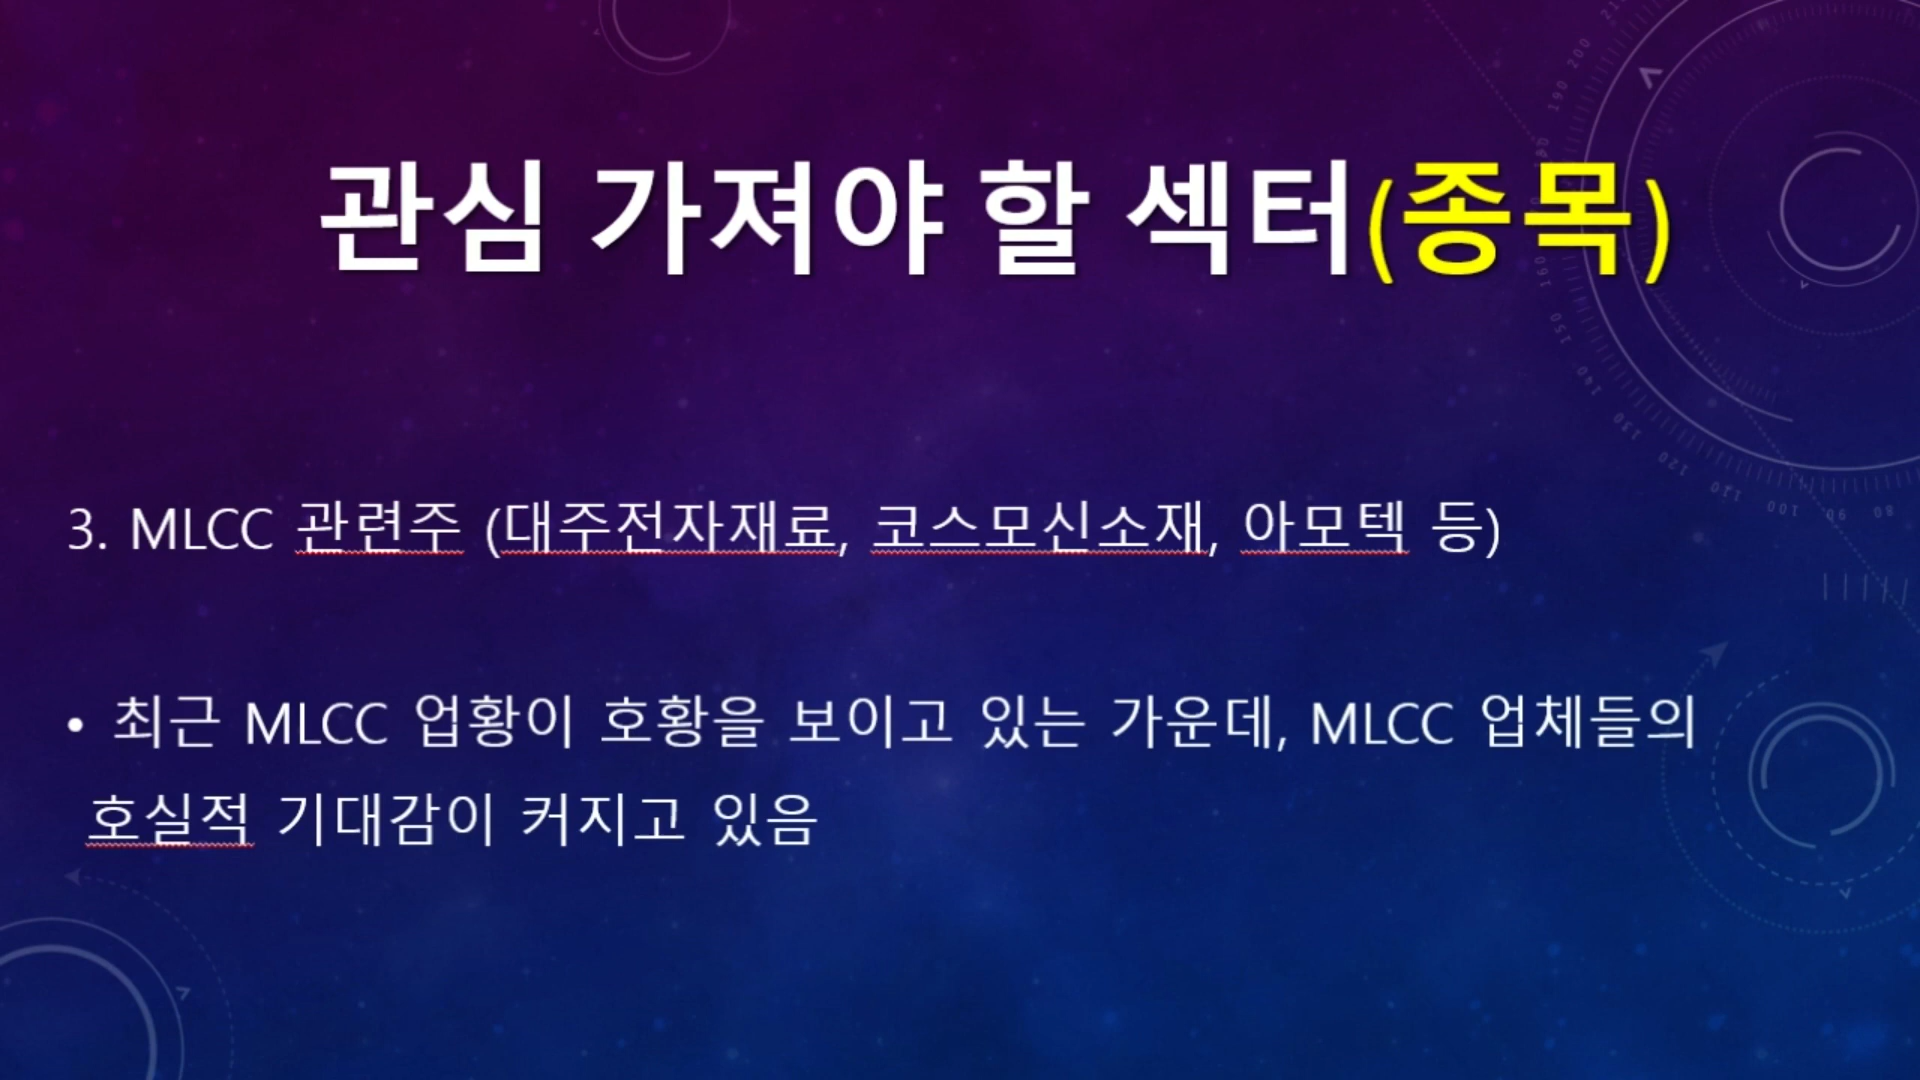 관심 가져야 할 섹터(종목)
3. MLCC 관련주 (대주전자재료, 코스모신소재, 아모텍 등)
• 최근 MLCC 업황이 호황을 보이고 있는 가운데, MLCC 업체들의
호실적 기대감이 커지고 있음